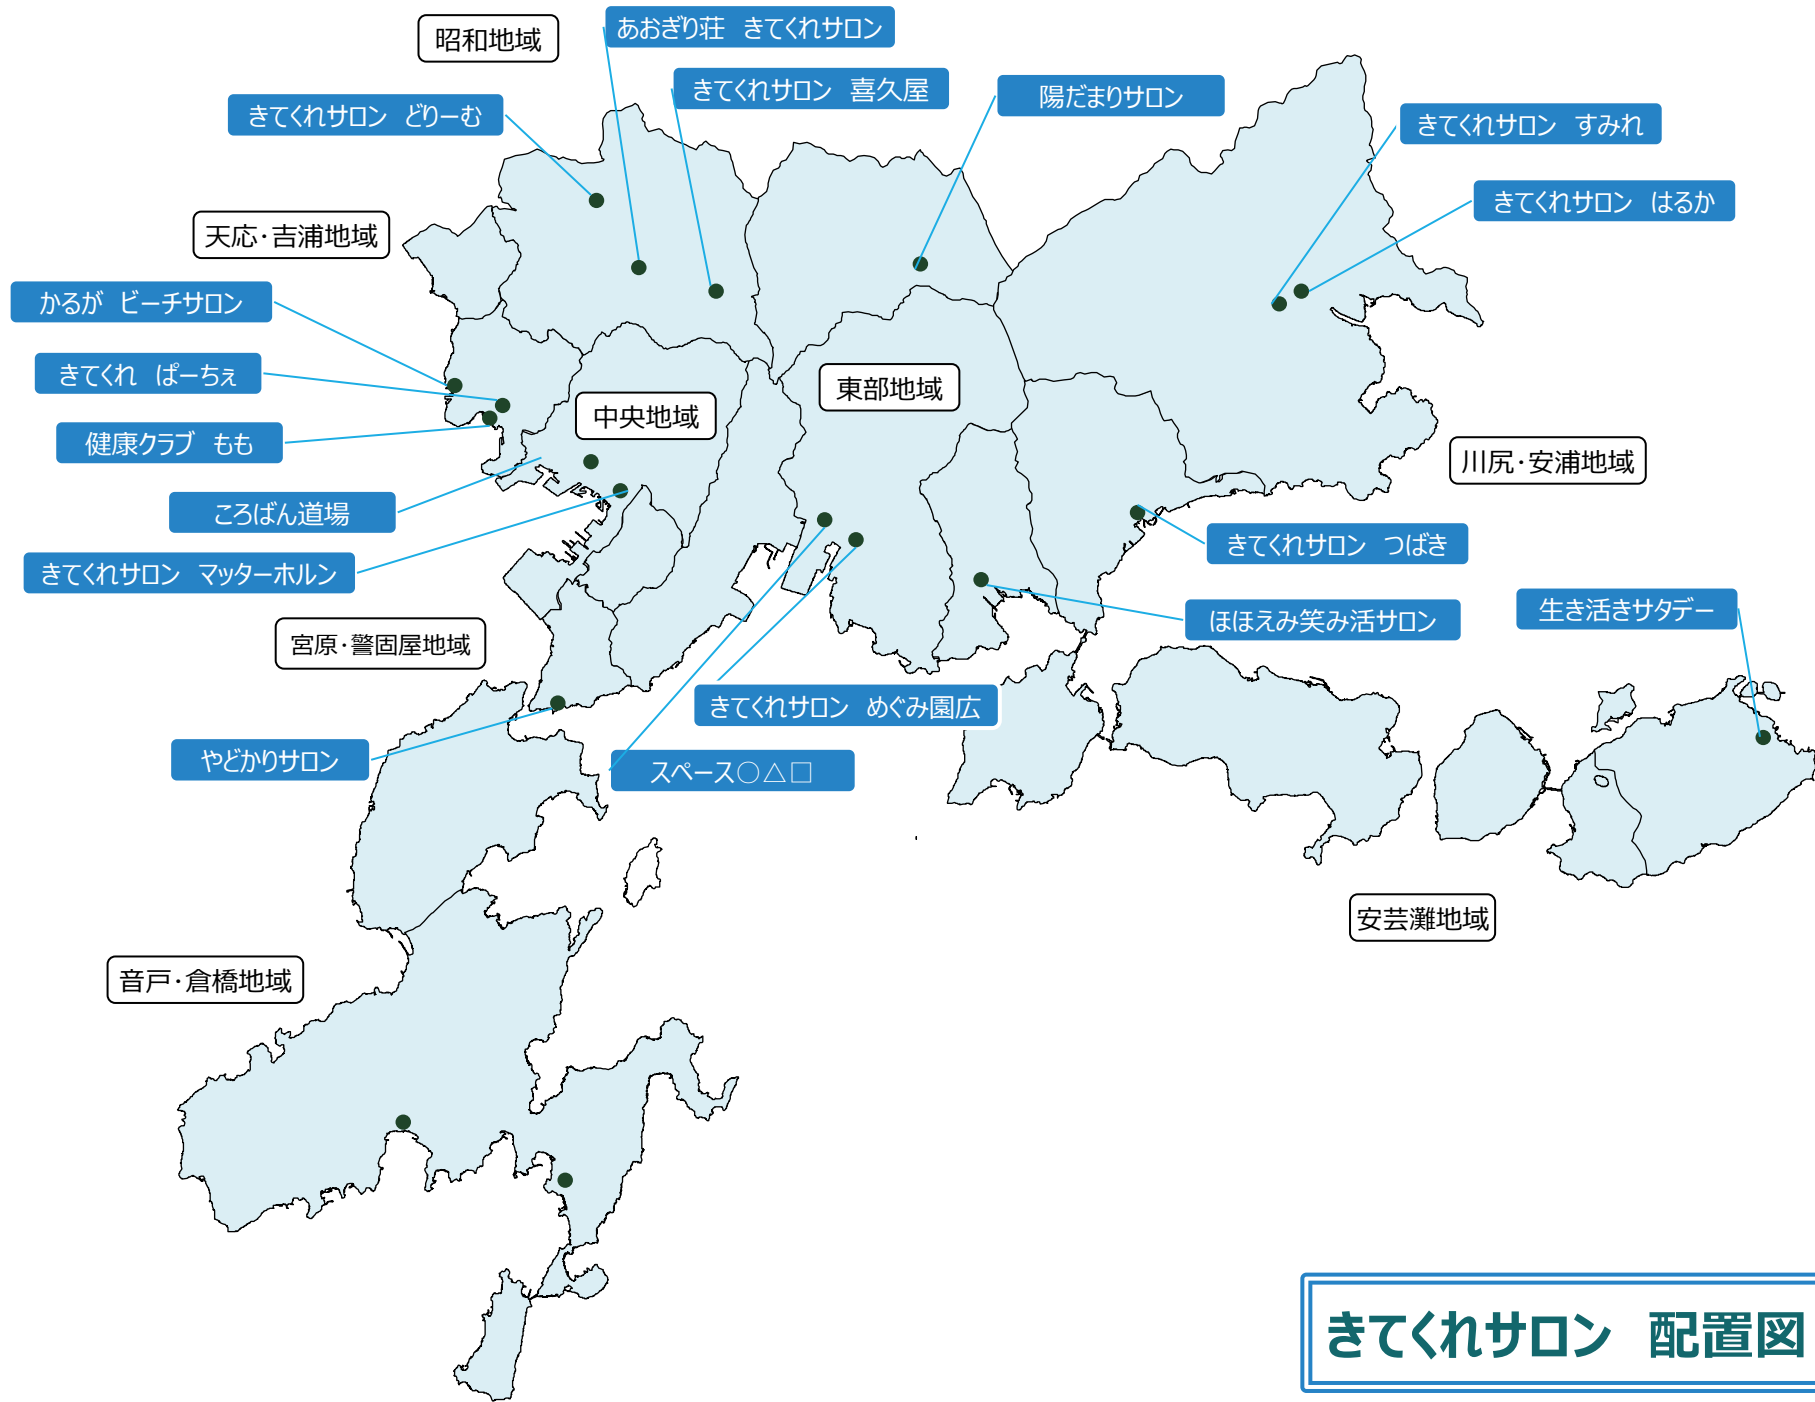 昭和地域
あおぎり荘　きてくれサロン
きてくれサロン　喜久屋
陽だまりサロン
きてくれサロン　どりーむ
きてくれサロン　すみれ
きてくれサロン　はるか
天応・吉浦地域
かるが　ビーチサロン
きてくれ　ぱーちぇ
東部地域
中央地域
健康クラブ　もも
川尻・安浦地域
ころばん道場
きてくれサロン　つばき
きてくれサロン　マッターホルン
生き活きサタデー
ほほえみ笑み活サロン
宮原・警固屋地域
きてくれサロン　めぐみ園広
やどかりサロン
スペース○△□
安芸灘地域
音戸・倉橋地域
きてくれサロン　配置図